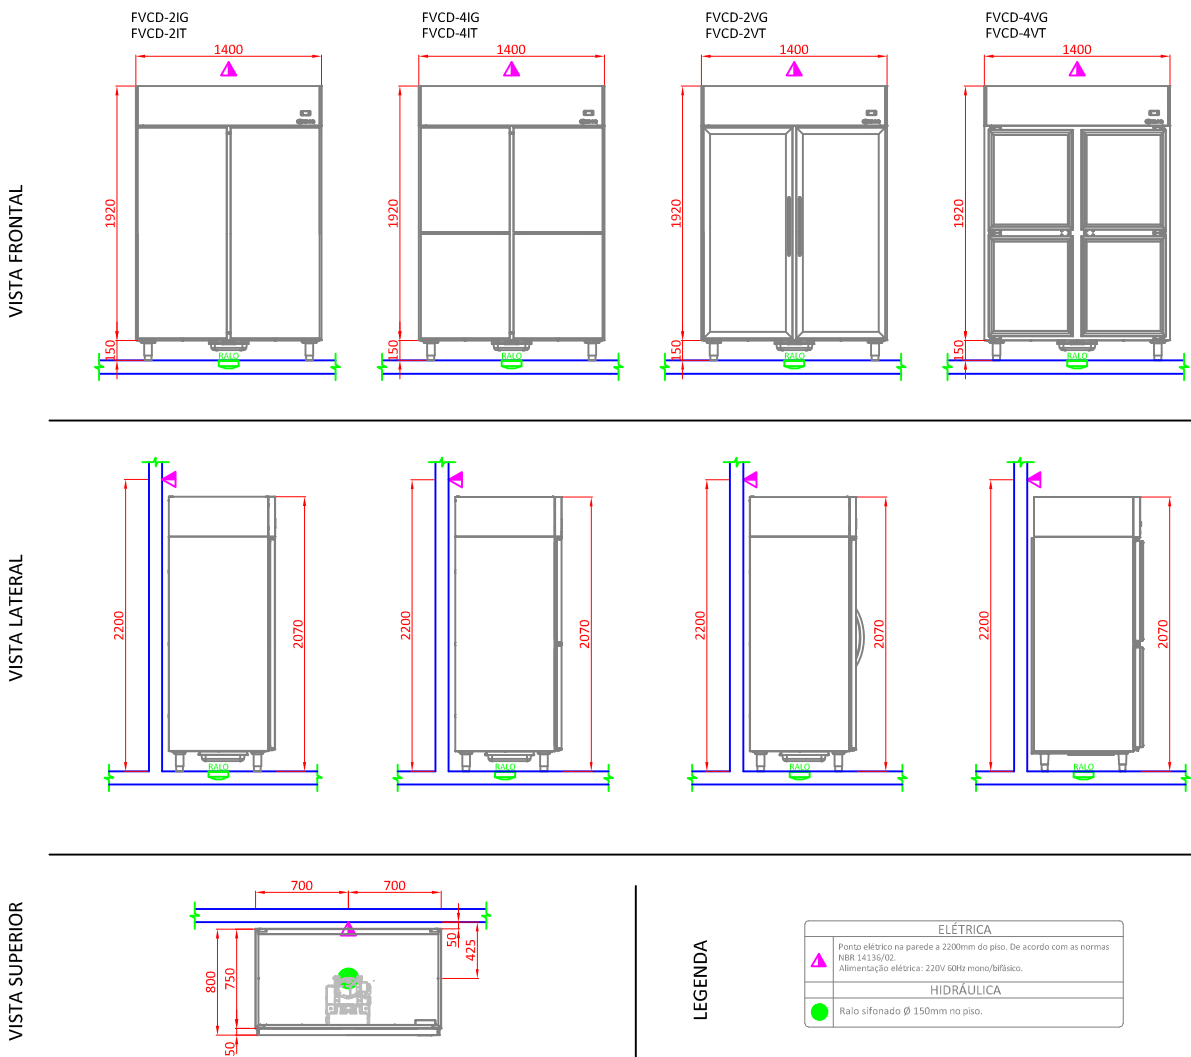 FVCD-2IG
FVCD-2IT
1400
1920
150
RALO
FVCD-4IG
FVCD-4IT
1400
1920
150
RALO
FVCD-2VG
FVCD-2VT
1400
1920
150
RALO
FVCD-4VG
FVCD-4VT
1400
1920
150
RALO
VISTA FRONTAL
2200
2070
RALO
2200
2070
RALO
2200
2070
RALO
2200
2070
RALO
VISTA LATERAL
700
700
50
425
800
750
50
VISTA SUPERIOR
LEGENDA
ELÉTRICA
Ponto elétrico na parede a 2200mm do piso. De acordo com as normas
NBR 14136/02.
Alimentação elétrica: 220V 60Hz mono/bifásico.
HIDRÁULICA
Ralo sifonado Ø 150mm no piso.